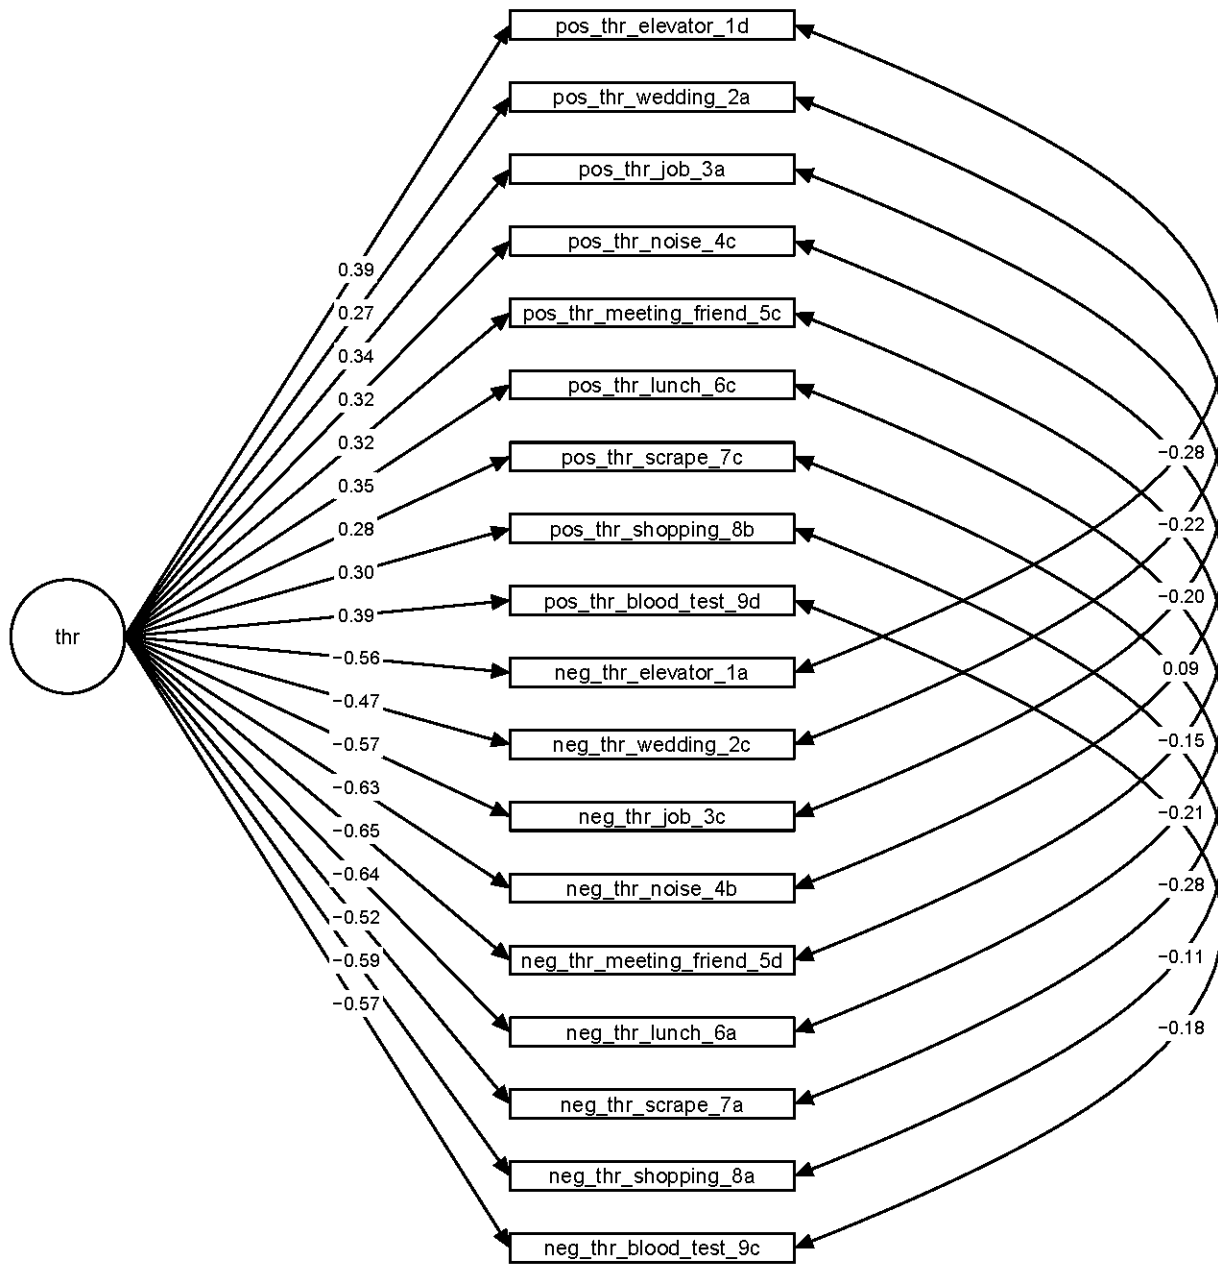 pos_thr_elevator_1d
pos_thr_wedding_2a
pos_thr_job_3a
pos_thr_noise_4c
pos_thr_meeting_friend_5c
pos_thr_lunch_6c
pos_thr_scrape_7c
pos_thr_shopping_8b
pos_thr_blood_test_9d
neg_thr_elevator_1a
neg_thr_wedding_2c
neg_thr_job_3c
neg_thr_noise_4b
neg_thr_meeting_friend_5d
neg_thr_lunch_6a
neg_thr_scrape_7a
neg_thr_shopping_8a
neg_thr_blood_test_9c
thr
0.39
0.27
0.34
0.32
0.32
0.35
0.28
0.30
0.39
−0.56
−0.47
−0.57
−0.63
−0.65
−0.64
−0.52
−0.59
−0.57
−0.28
−0.22
−0.20
0.09
−0.15
−0.21
−0.28
−0.11
−0.18